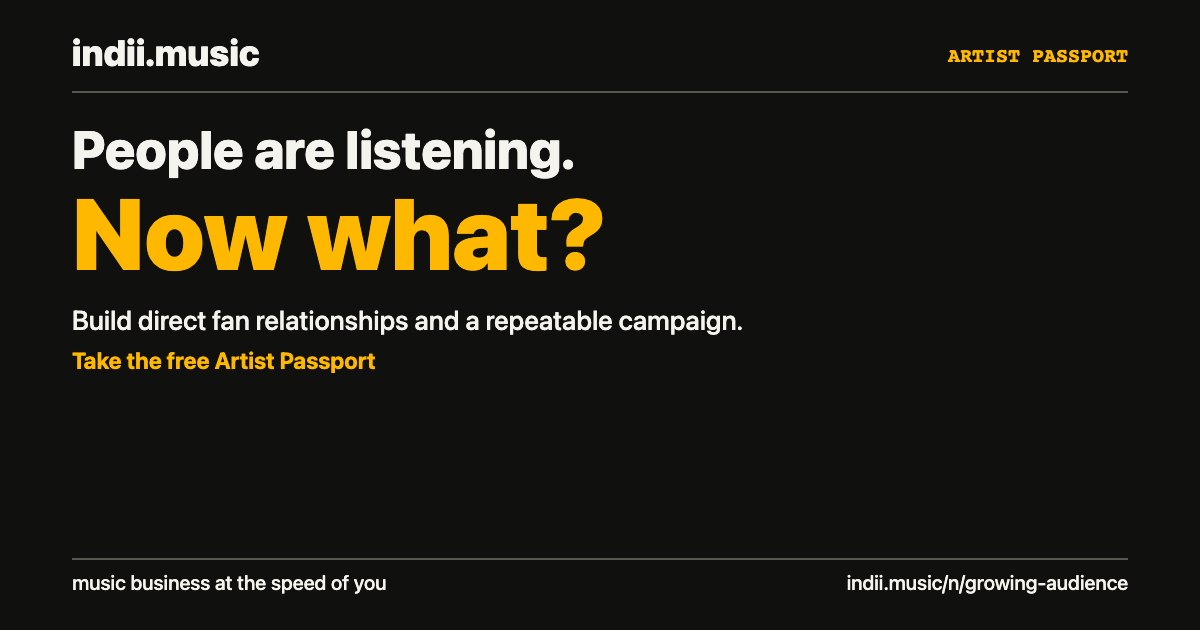 indii.music
ARTIST PASSPORT
People are listening.
Now what?
Build direct fan relationships and a repeatable campaign.
Take the free Artist Passport
music business at the speed of you
indii.music/n/growing-audience